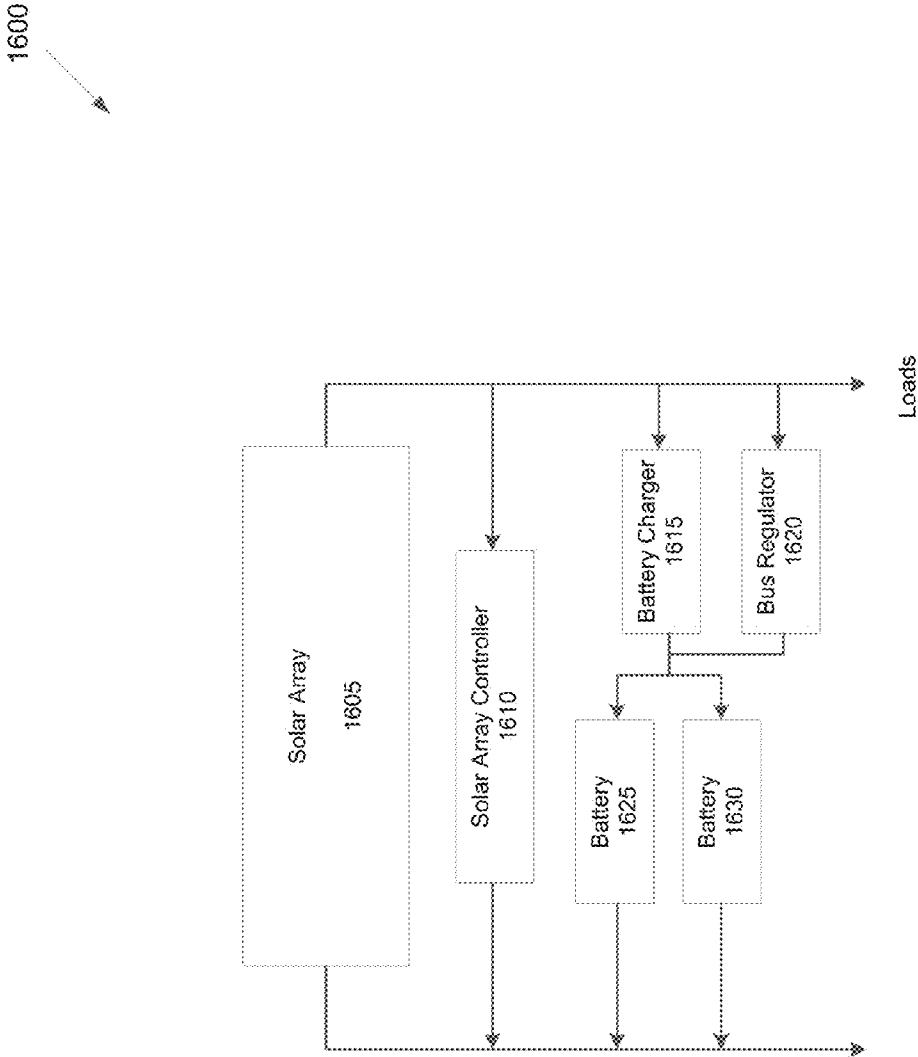 1600
Solar Array
1605
Solar Array Controller
1610
Battery Charger
1615
Bus Regulator
1620
Battery
1625
Battery
1630
Loads